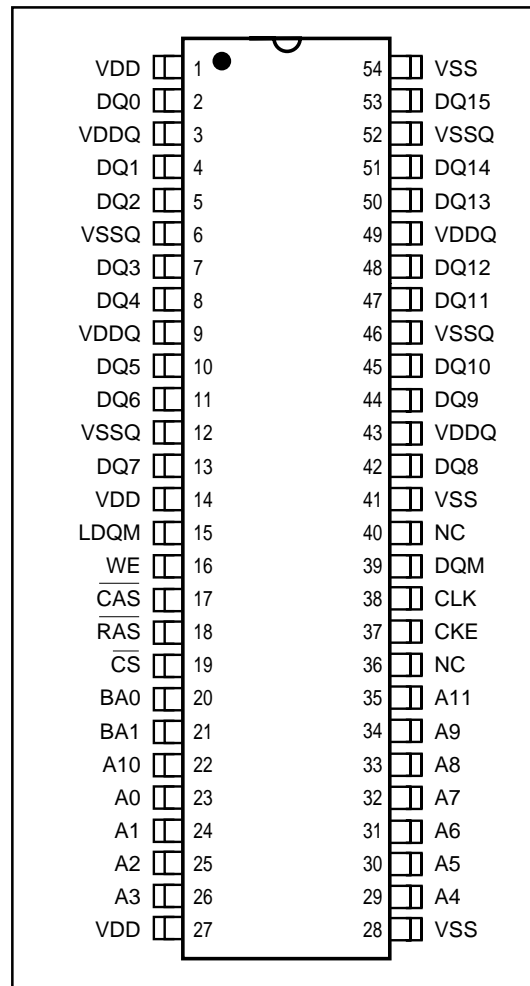 VDD 1 54 VSS
DQ0 2 53 DQ15
VDDQ 3 52 VSSQ
DQ1 4 51 DQ14
DQ2 5 50 DQ13
VSSQ 6 49 VDDQ
DQ3 7 48 DQ12
DQ4 8 47 DQ11
VDDQ 9 46 VSSQ
DQ5 10 45 DQ10
DQ6 11 44 DQ9
VSSQ 12 43 VDDQ
DQ7 13 42 DQ8
VDD 14 41 VSS
LDQM 15 40 NC
WE 16 39 DQM
C̅A̅S̅ 17 38 CLK
R̅A̅S̅ 18 37 CKE
C̅S̅ 19 36 NC
BA0 20 35 A11
BA1 21 34 A9
A10 22 33 A8
A0 23 32 A7
A1 24 31 A6
A2 25 30 A5
A3 26 29 A4
VDD 27 28 VSS